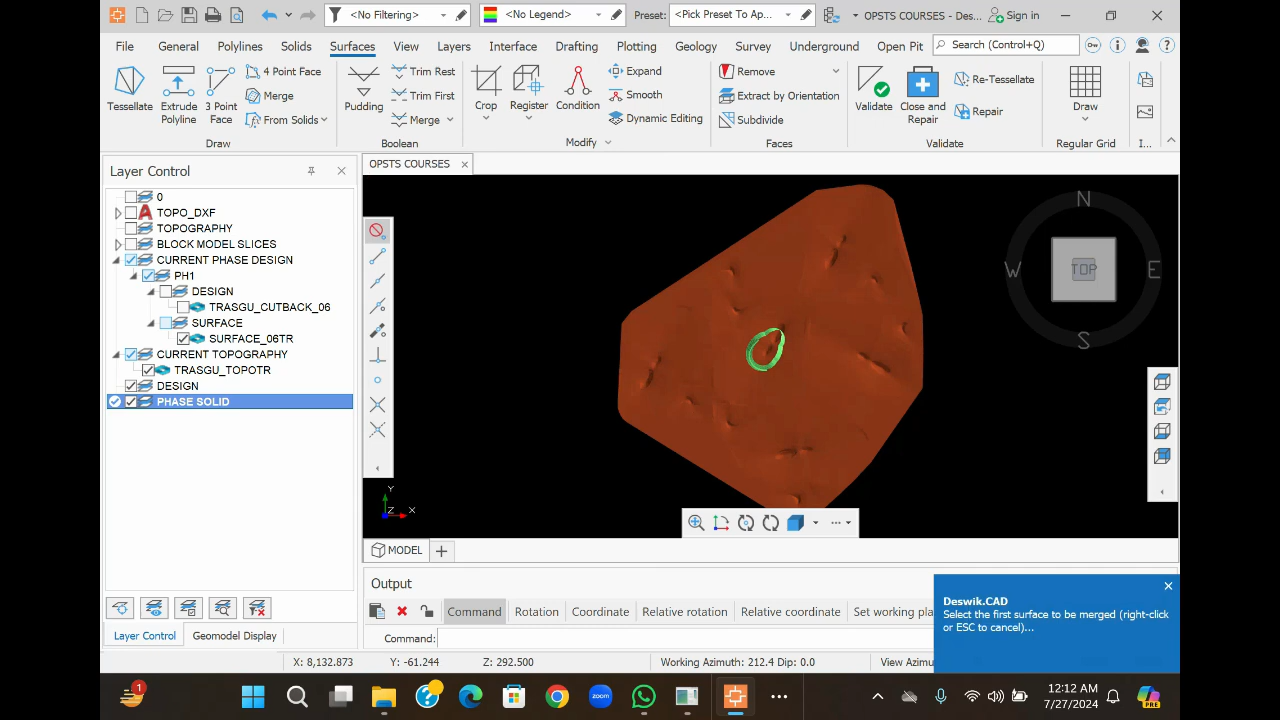 <No Filtering>
<No Legend>
Preset:
<Pick Preset To Ap...
OPSTS COURSES - Des...
Sign in
File
General
Polylines
Solids
Surfaces
View
Layers
Interface
Drafting
Plotting
Geology
Survey
Underground
Open Pit
Search (Control+Q)
Tessellate
Extrude
Polyline
3 Point
Face
4 Point Face
Merge
From Solids
Draw
Pudding
Trim Rest
Trim First
Merge
Boolean
Crop
Register
Condition
Expand
Smooth
Dynamic Editing
Modify
Remove
Extract by Orientation
Subdivide
Faces
Validate
Close and
Repair
Re-Tessellate
Repair
Validate
Draw
Regular Grid
I...
Layer Control
0
TOPO_DXF
TOPOGRAPHY
BLOCK MODEL SLICES
CURRENT PHASE DESIGN
PH1
DESIGN
TRASGU_CUTBACK_06
SURFACE
SURFACE_06TR
CURRENT TOPOGRAPHY
TRASGU_TOPOTR
DESIGN
PHASE SOLID
Layer Control
Geomodel Display
OPSTS COURSES
N
W
TOP
E
S
Y
Z
X
MODEL
Output
Command
Rotation
Coordinate
Relative rotation
Relative coordinate
Set working pla
Command:
Deswik.CAD
Select the first surface to be merged (right-click
or ESC to cancel)...
X: 8,132.873
Y: -61.244
Z: 292.500
Working Azimuth: 212.4 Dip: 0.0
View Azimu
1
2
zoom
12:12 AM
7/27/2024
PRE